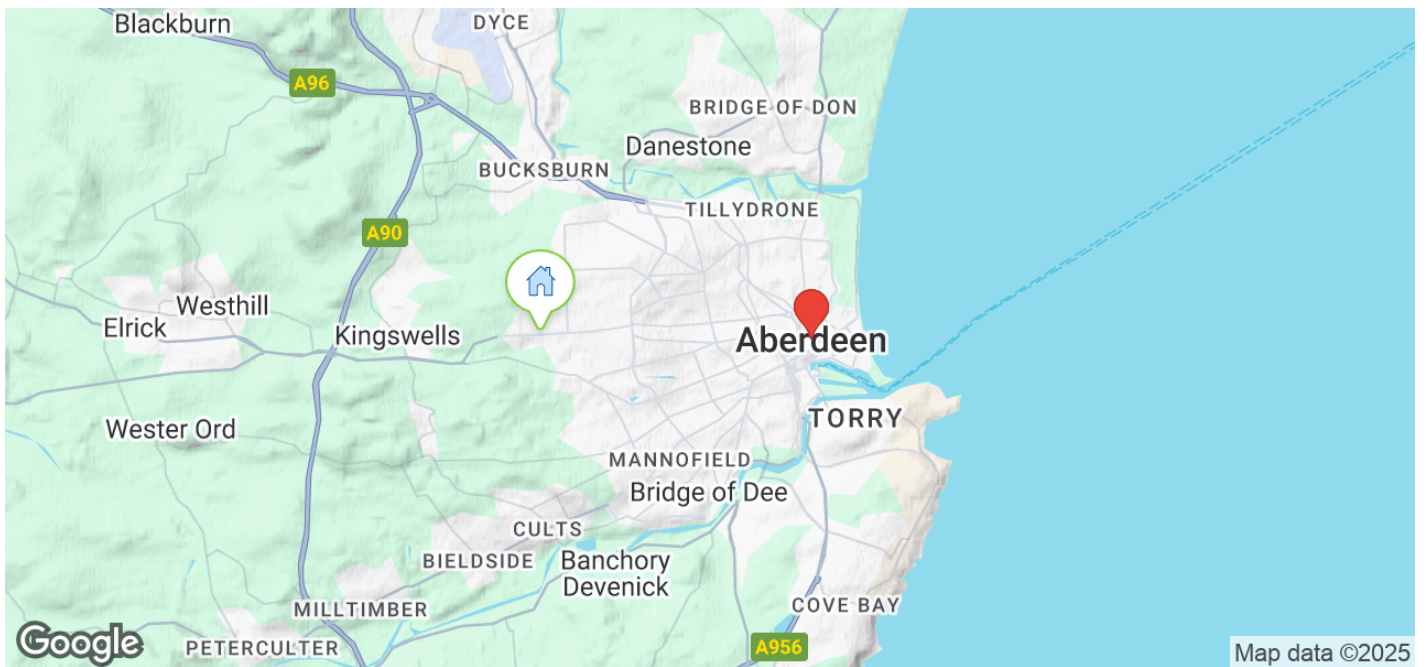 DYCE
Blackburn
A96
BRIDGE OF DON
Danestone
BUCKSBURN
TILLYDRONE
A90
Westhill
Elrick
Kingswells
Aberdeen
TORRY
Wester Ord
MANNOFIELD
Bridge of Dee
CULTS
BIELDSIDE
Banchory
Devenick
MILLTIMBER
COVE BAY
PETERCULTER
A956
Google
Map data ©2025